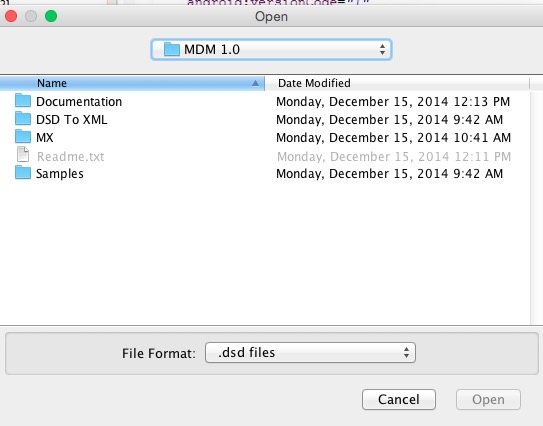 android:versionCode="1"
Open
MDM 1.0
Name Date Modified
Documentation Monday, December 15, 2014 12:13 PM
DSD To XML Monday, December 15, 2014 9:42 AM
MX Monday, December 15, 2014 10:41 AM
Readme.txt Monday, December 15, 2014 12:11 PM
Samples Monday, December 15, 2014 9:42 AM
File Format: .dsd files
Cancel Open